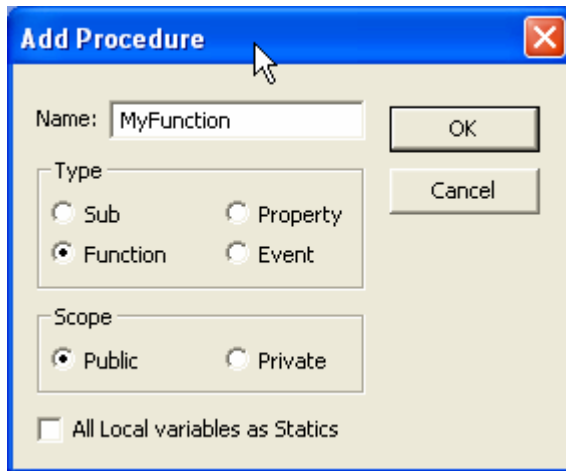 Add Procedure
Name: MyFunction
OK
Cancel
Type
Sub
Property
Function
Event
Scope
Public
Private
All Local variables as Statics